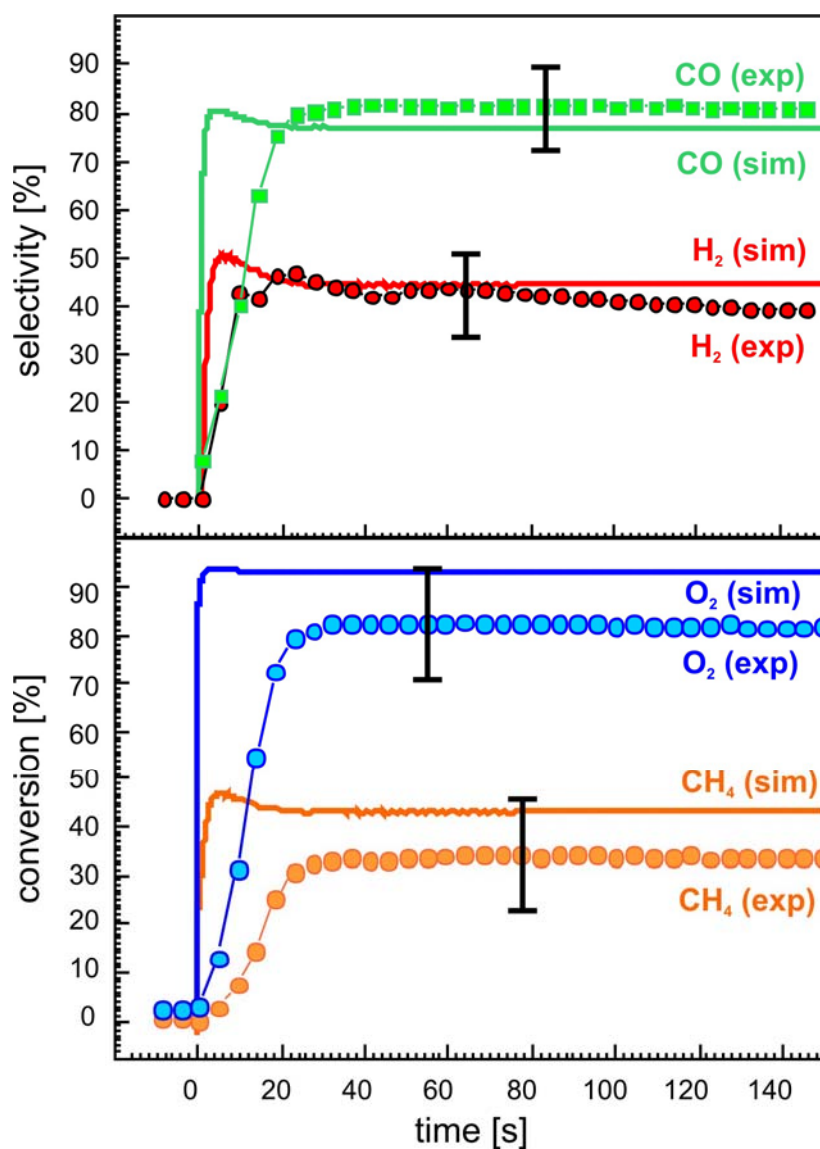 90
80
70
60
50
40
30
20
10
0
selectivity [%]
CO (exp)
CO (sim)
H₂ (sim)
H₂ (exp)
90
80
70
60
50
40
30
20
10
0
conversion [%]
O₂ (sim)
O₂ (exp)
CH₄ (sim)
CH₄ (exp)
0 20 40 60 80 100 120 140
time [s]